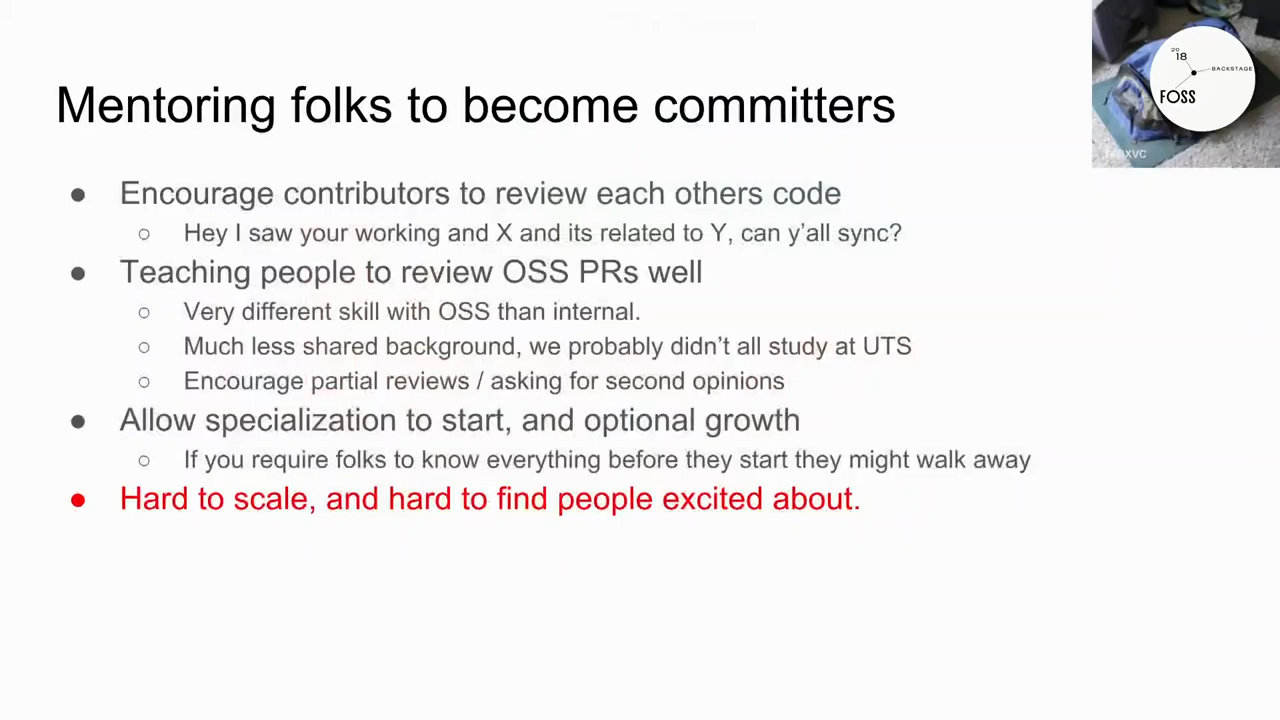 Mentoring folks to become committers
● Encourage contributors to review each others code
○ Hey I saw your working and X and its related to Y, can y’all sync?
● Teaching people to review OSS PRs well
○ Very different skill with OSS than internal.
○ Much less shared background, we probably didn’t all study at UTS
○ Encourage partial reviews / asking for second opinions
● Allow specialization to start, and optional growth
○ If you require folks to know everything before they start they might walk away
● Hard to scale, and hard to find people excited about.
20
18
BACKSTAGE
FOSS